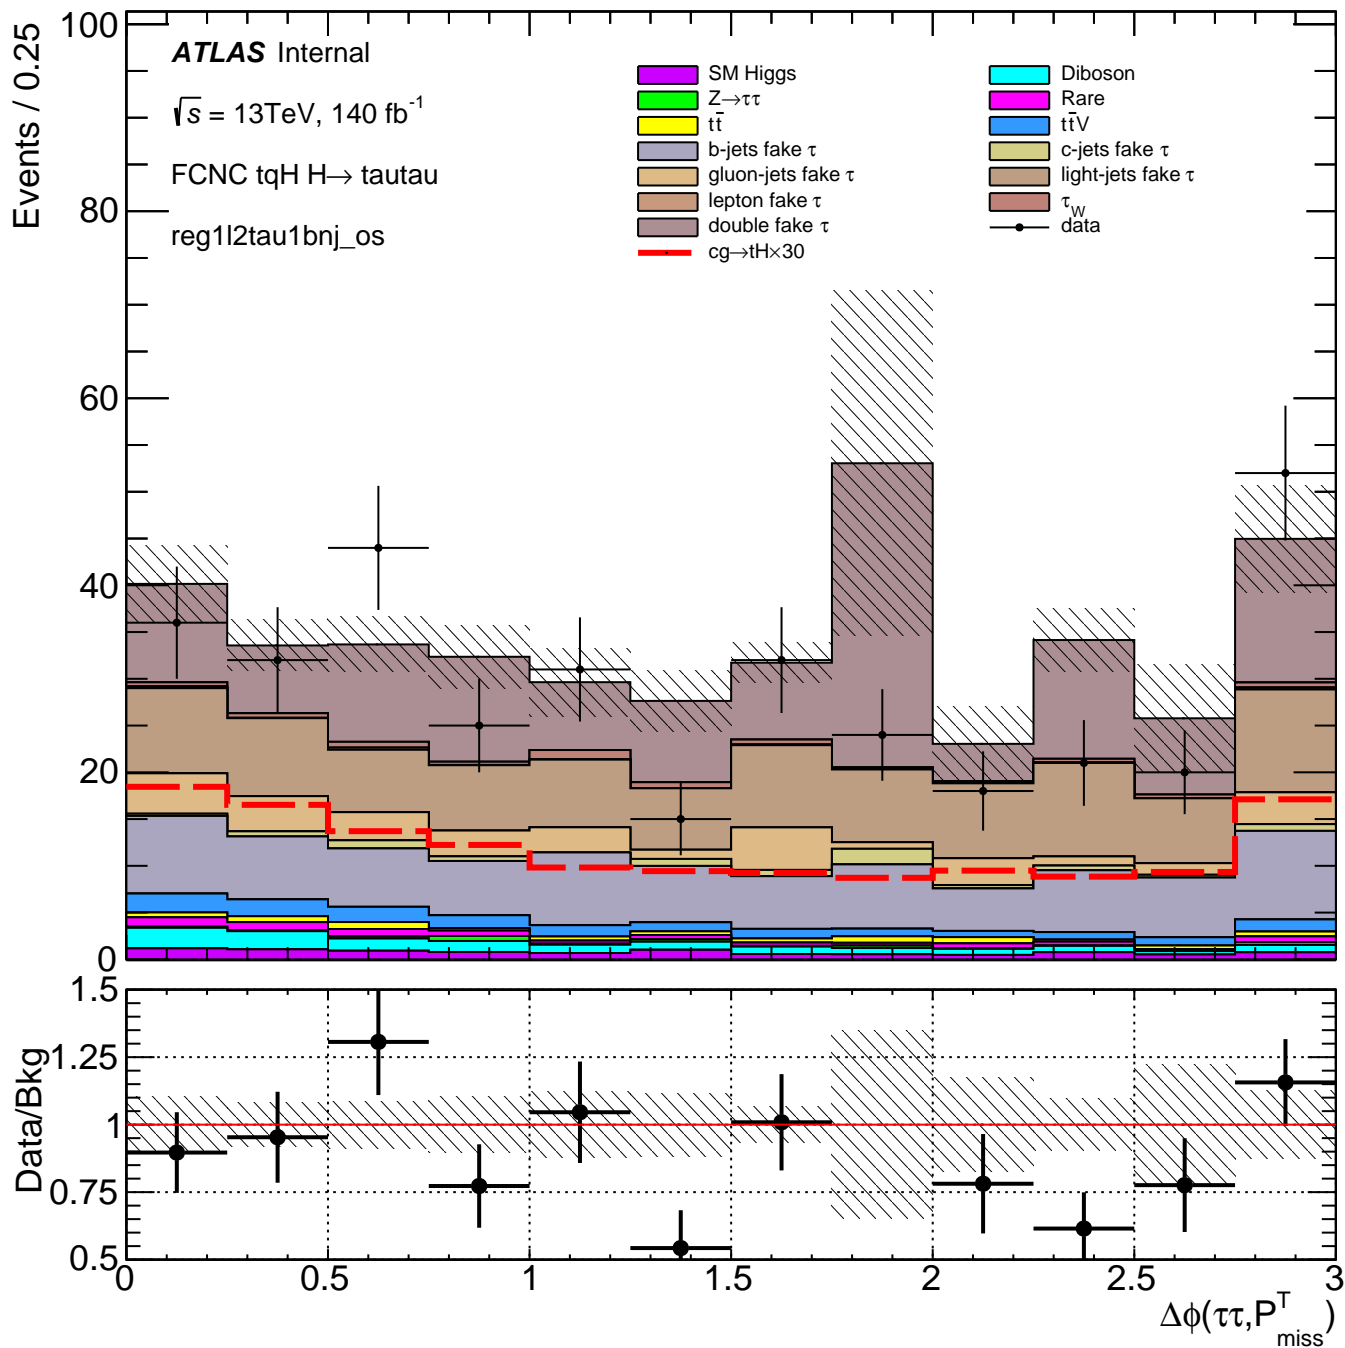 100
80
60
40
20
0
Events / 0.25
ATLAS Internal
√s = 13TeV, 140 fb-1
FCNC tqH H→ tautau
reg1l2tau1bnj_os
SM Higgs
Z→ττ
tt̄
b-jets fake τ
gluon-jets fake τ
lepton fake τ
double fake τ
cg→tH×30
Diboson
Rare
tt̄V
c-jets fake τ
light-jets fake τ
τW
data
1.5
1.25
1
0.75
0.5
Data/Bkg
0 0.5 1 1.5 2 2.5 3
Δϕ(ττ,PTmiss)